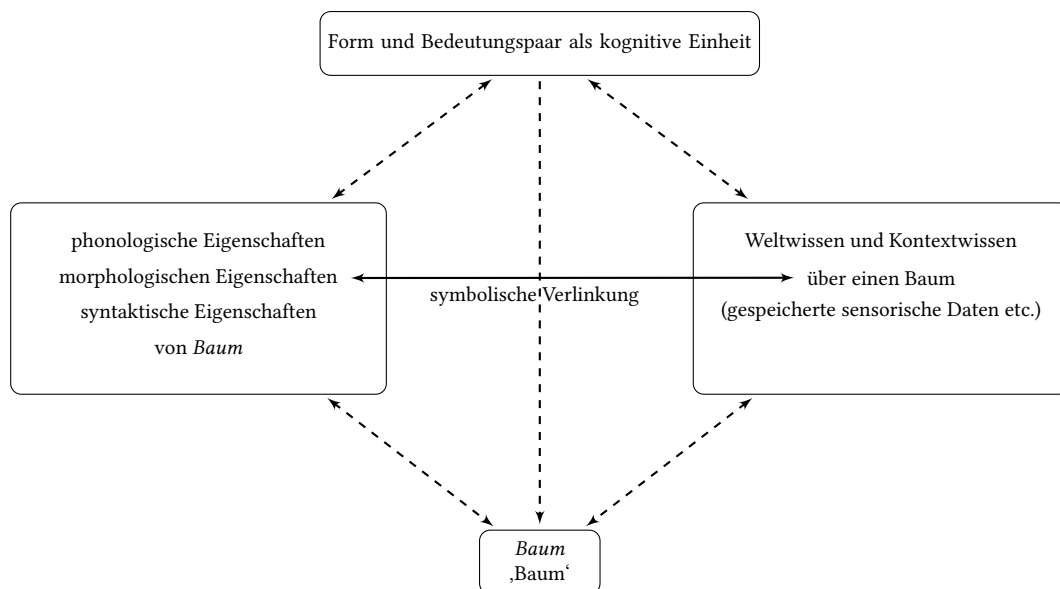 Form und Bedeutungspaar als kognitive Einheit
phonologische Eigenschaften
morphologischen Eigenschaften
syntaktische Eigenschaften
von Baum
symbolische Verlinkung
Weltwissen und Kontextwissen
über einen Baum
(gespeicherte sensorische Daten etc.)
Baum
‚Baum‘